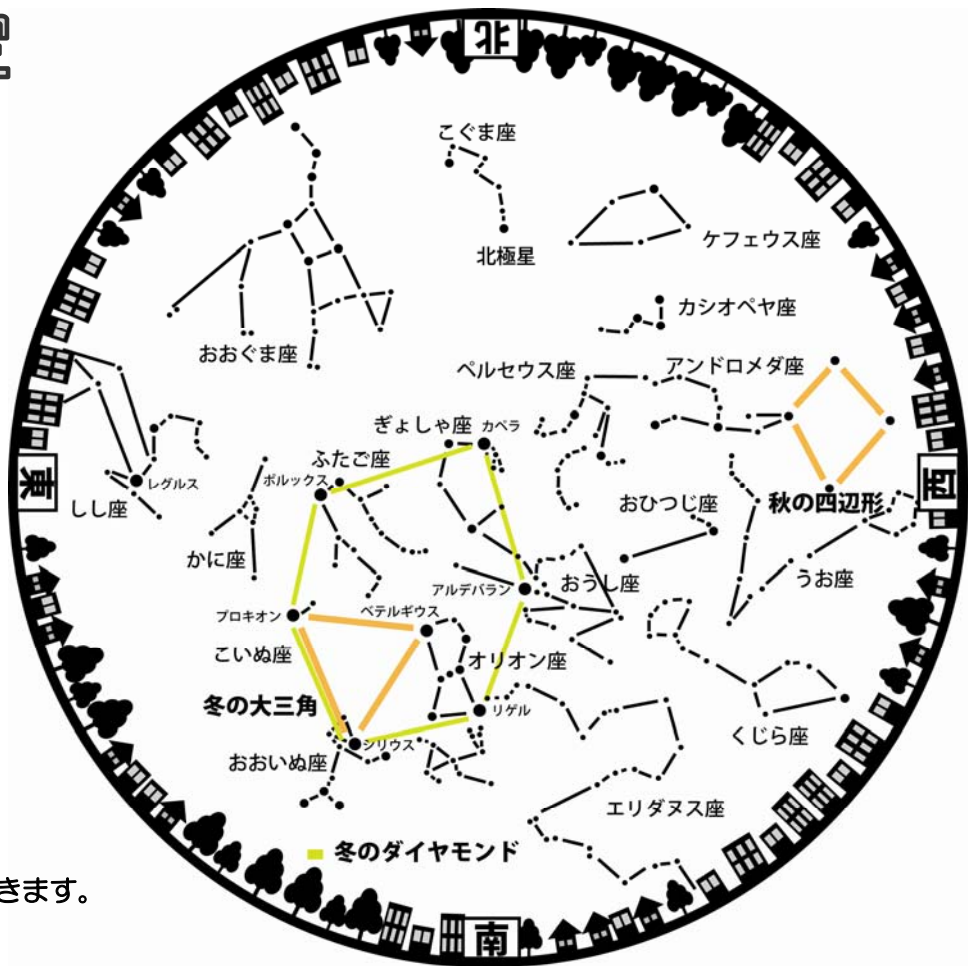 北
こぐま座
北極星
ケフェウス座
カシオペヤ座
おおぐま座
ペルセウス座
アンドロメダ座
ぎょしゃ座
カペラ
ふたご座
ポルックス
東
レグルス
しし座
おひつじ座
秋の四辺形
西
かに座
アルデバラン
おうし座
うお座
プロキオン
ベテルギウス
こいぬ座
オリオン座
冬の大三角
リゲル
くじら座
シリウス
おおいぬ座
エリダヌス座
冬のダイヤモンド
きます。
南